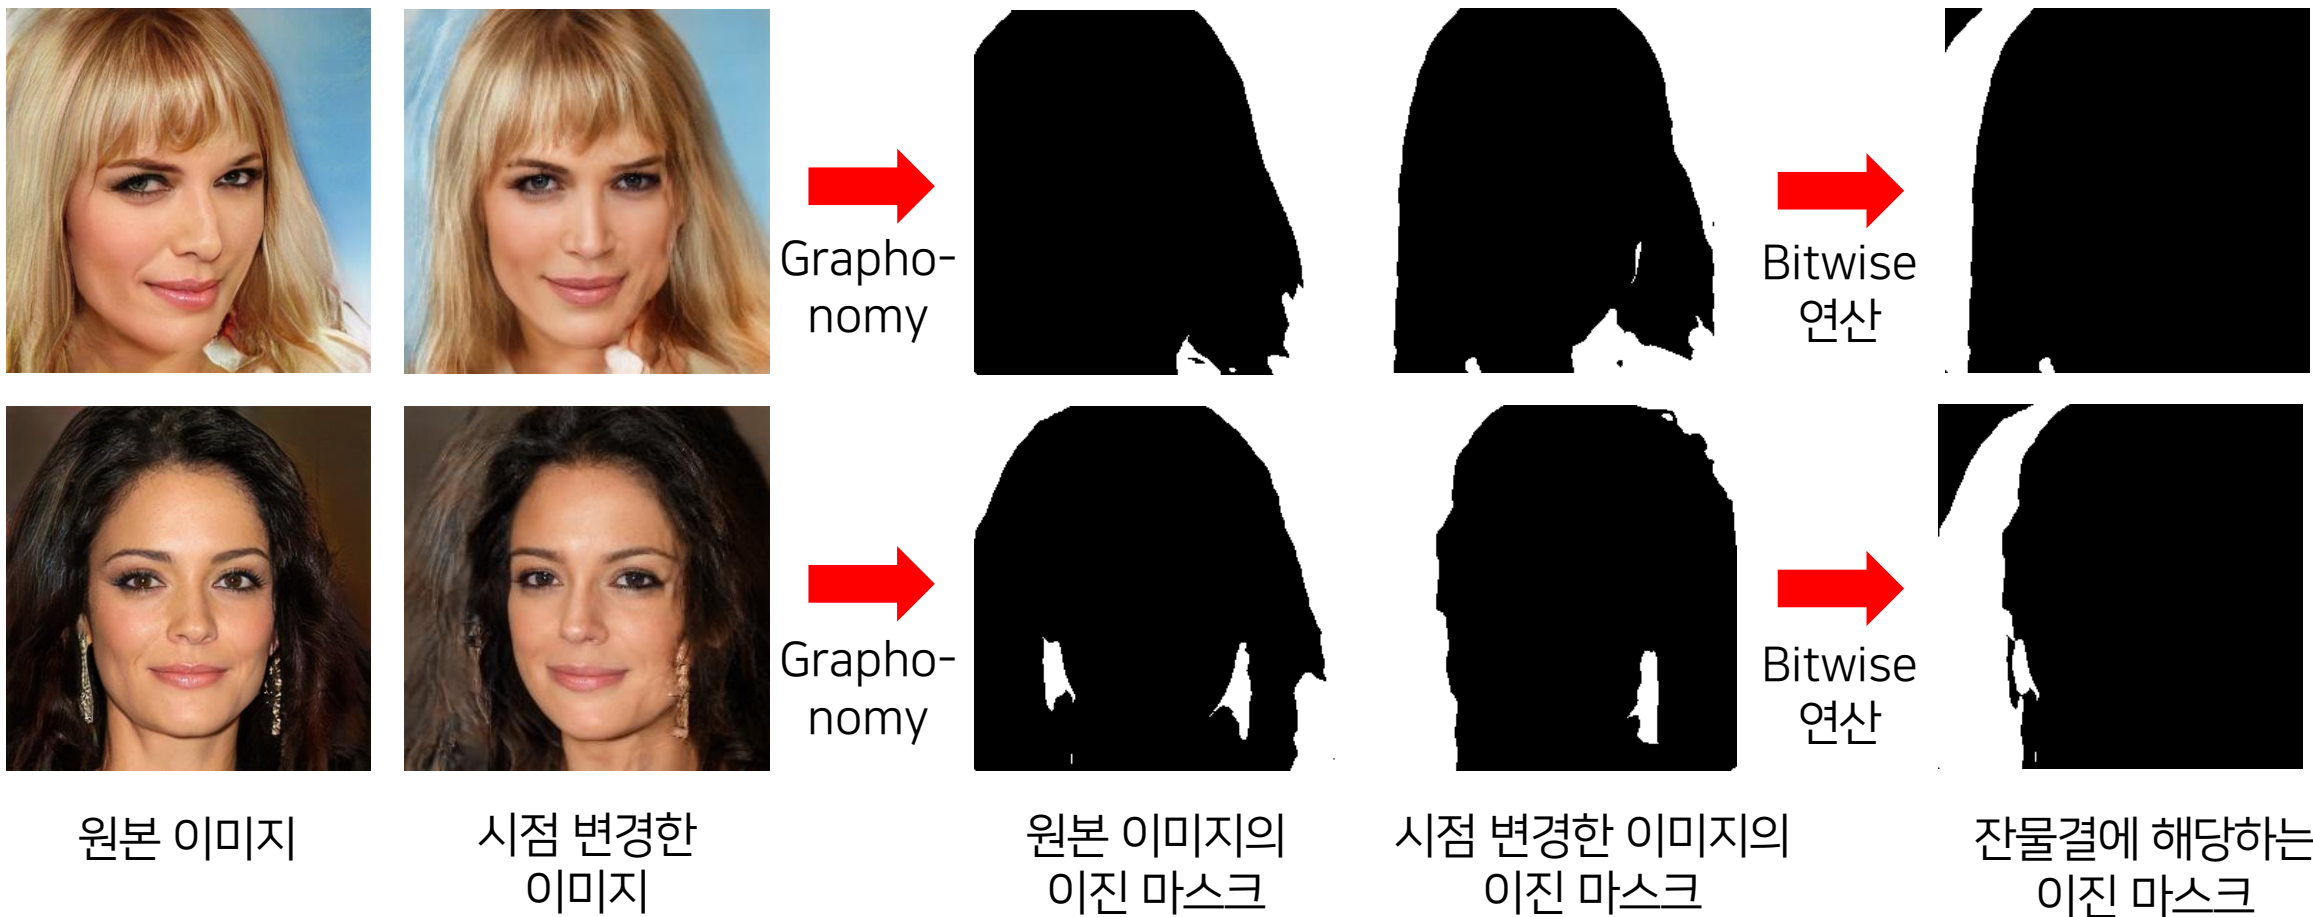 Grapho-
nomy
Bitwise
연산
Grapho-
nomy
Bitwise
연산
원본 이미지
시점 변경한
이미지
원본 이미지의
이진 마스크
시점 변경한 이미지의
이진 마스크
잔물결에 해당하는
이진 마스크